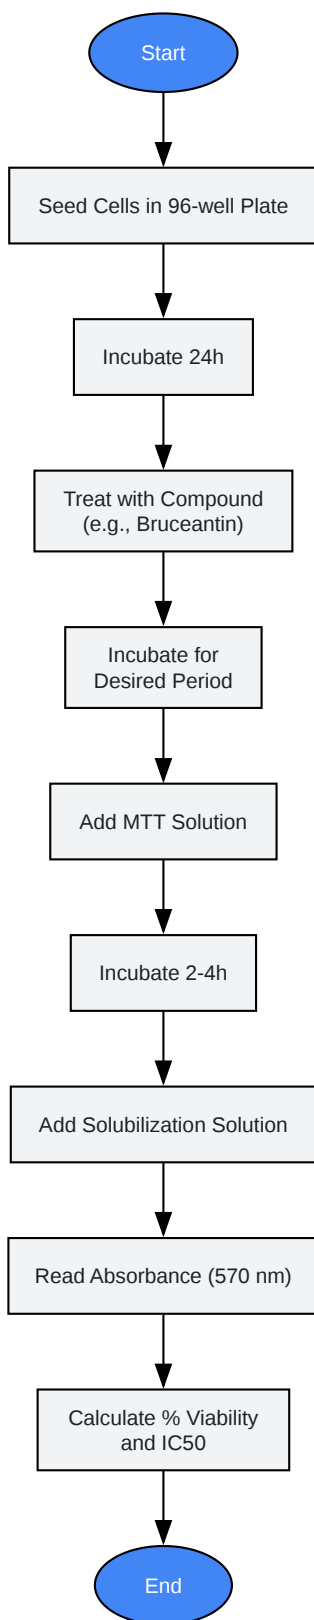 Start
Seed Cells in 96-well Plate
Incubate 24h
Treat with Compound
(e.g., Bruceantin)
Incubate for
Desired Period
Add MTT Solution
Incubate 2-4h
Add Solubilization Solution
Read Absorbance (570 nm)
Calculate % Viability
and IC50
End